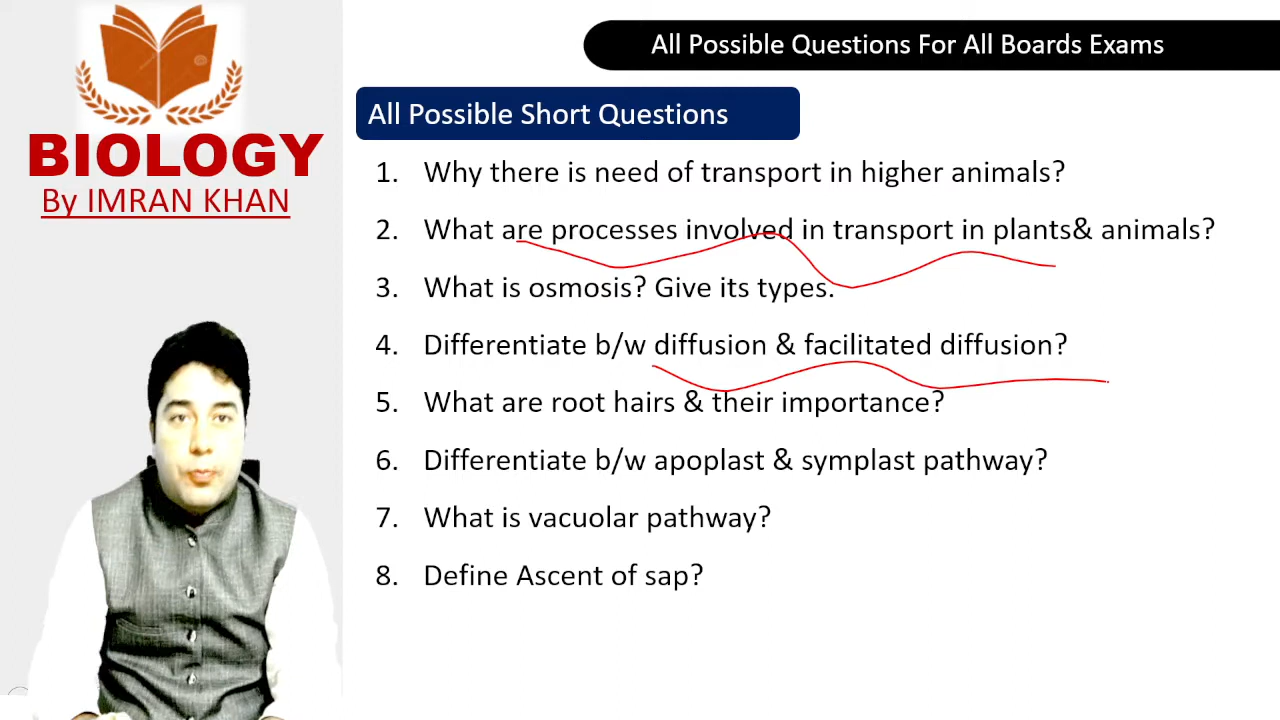 All Possible Questions For All Boards Exams
BIOLOGY
By IMRAN KHAN
All Possible Short Questions
1. Why there is need of transport in higher animals?
2. What are processes involved in transport in plants& animals?
3. What is osmosis? Give its types.
4. Differentiate b/w diffusion & facilitated diffusion?
5. What are root hairs & their importance?
6. Differentiate b/w apoplast & symplast pathway?
7. What is vacuolar pathway?
8. Define Ascent of sap?